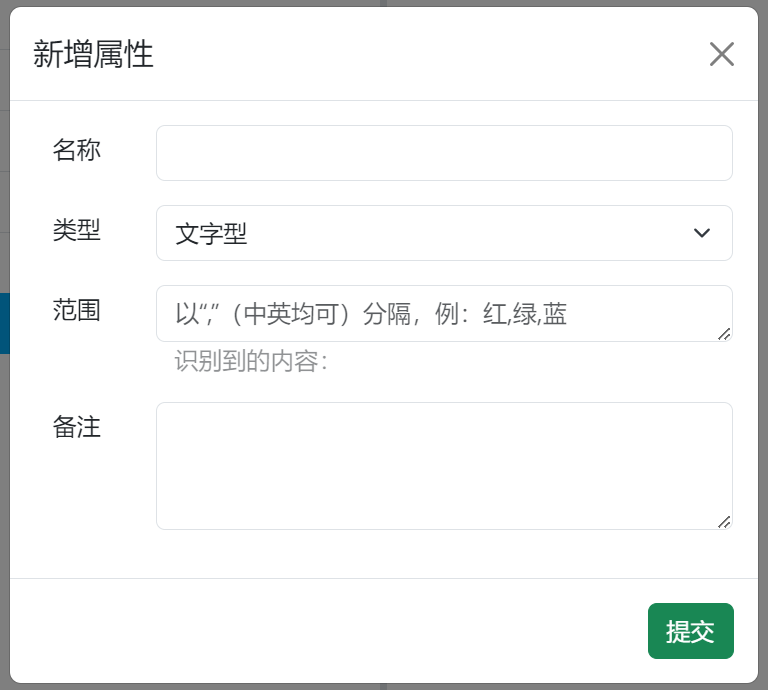 新增属性
名称
类型
文字型
范围
以“,”（中英均可）分隔，例：红,绿,蓝
识别到的内容：
备注
提交